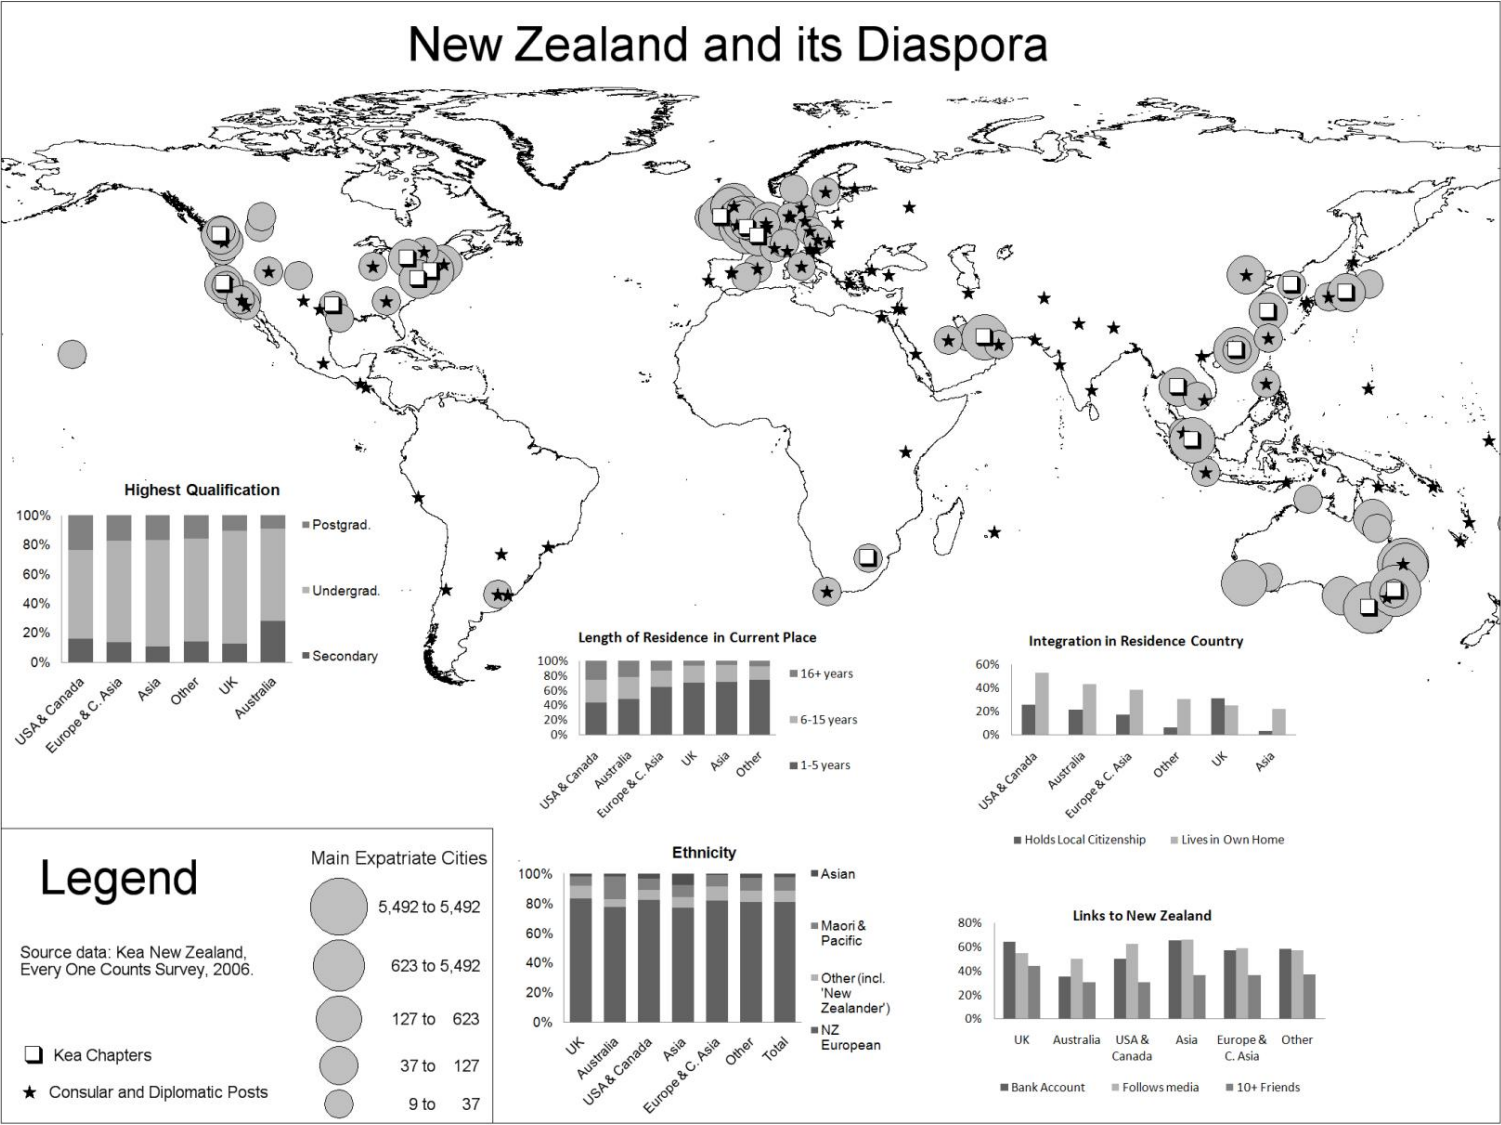 New Zealand and its Diaspora
Highest Qualification
100%
80%
60%
40%
20%
0%
Postgrad.
Undergrad.
Secondary
USA & Canada
Europe & C. Asia
Asia
Other
UK
Australia
Length of Residence in Current Place
100%
80%
60%
40%
20%
0%
16+ years
6-15 years
1-5 years
USA & Canada
Australia
Europe & C. Asia
UK
Asia
Other
Integration in Residence Country
60%
40%
20%
0%
USA & Canada
Australia
Europe & C. Asia
Other
UK
Asia
Holds Local Citizenship
Lives in Own Home
Legend
Source data: Kea New Zealand,
Every One Counts Survey, 2006.
Kea Chapters
Consular and Diplomatic Posts
Main Expatriate Cities
5,492 to 5,492
623 to 5,492
127 to 623
37 to 127
9 to 37
Ethnicity
100%
80%
60%
40%
20%
0%
Asian
Maori &
Pacific
Other (incl.
'New
Zealander')
NZ
European
UK
Australia
USA & Canada
Asia
Europe & C. Asia
Other
Total
Links to New Zealand
80%
60%
40%
20%
0%
UK
Australia
USA &
Canada
Asia
Europe &
C. Asia
Other
Bank Account
Follows media
10+ Friends